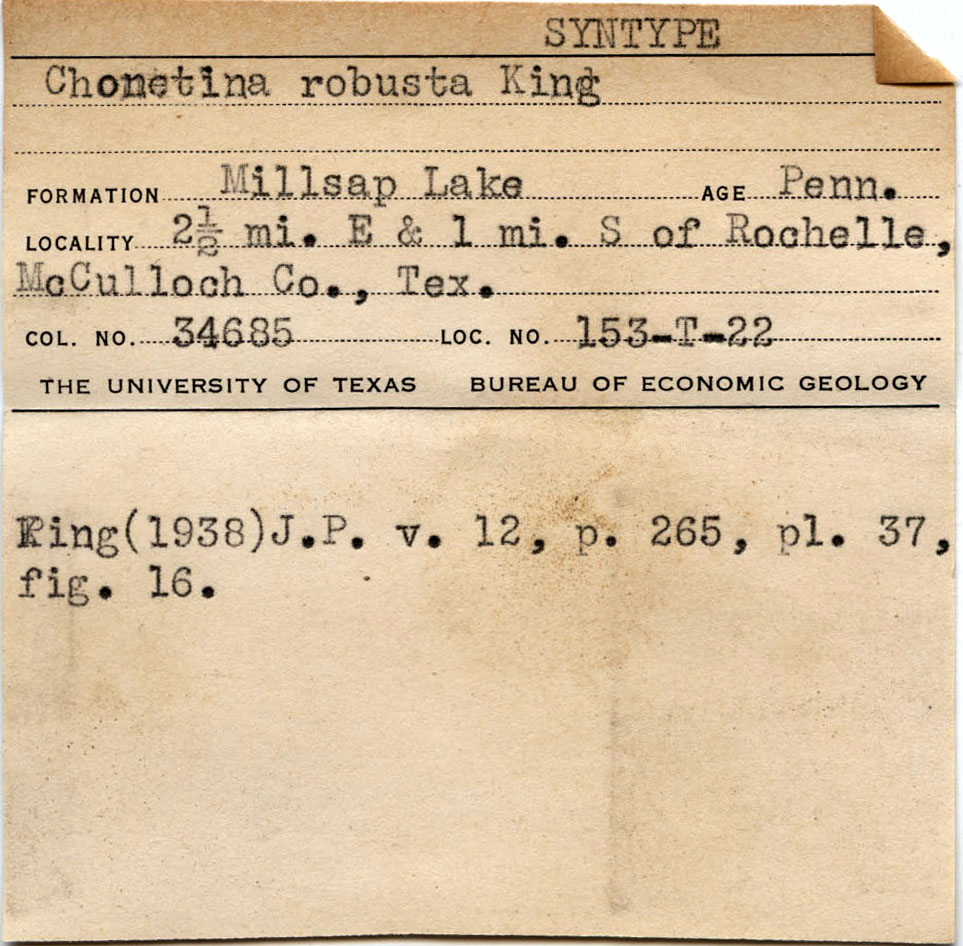 SYNTYPE
Chonetina robusta King
FORMATION Millsap Lake AGE Penn.
LOCALITY 2½ mi. E & 1 mi. S of Rochelle,
McCulloch Co., Tex.
COL. NO. 34685 LOC. NO. 153-T-22
THE UNIVERSITY OF TEXAS BUREAU OF ECONOMIC GEOLOGY
King(1938)J.P. v. 12, p. 265, pl. 37,
fig. 16.